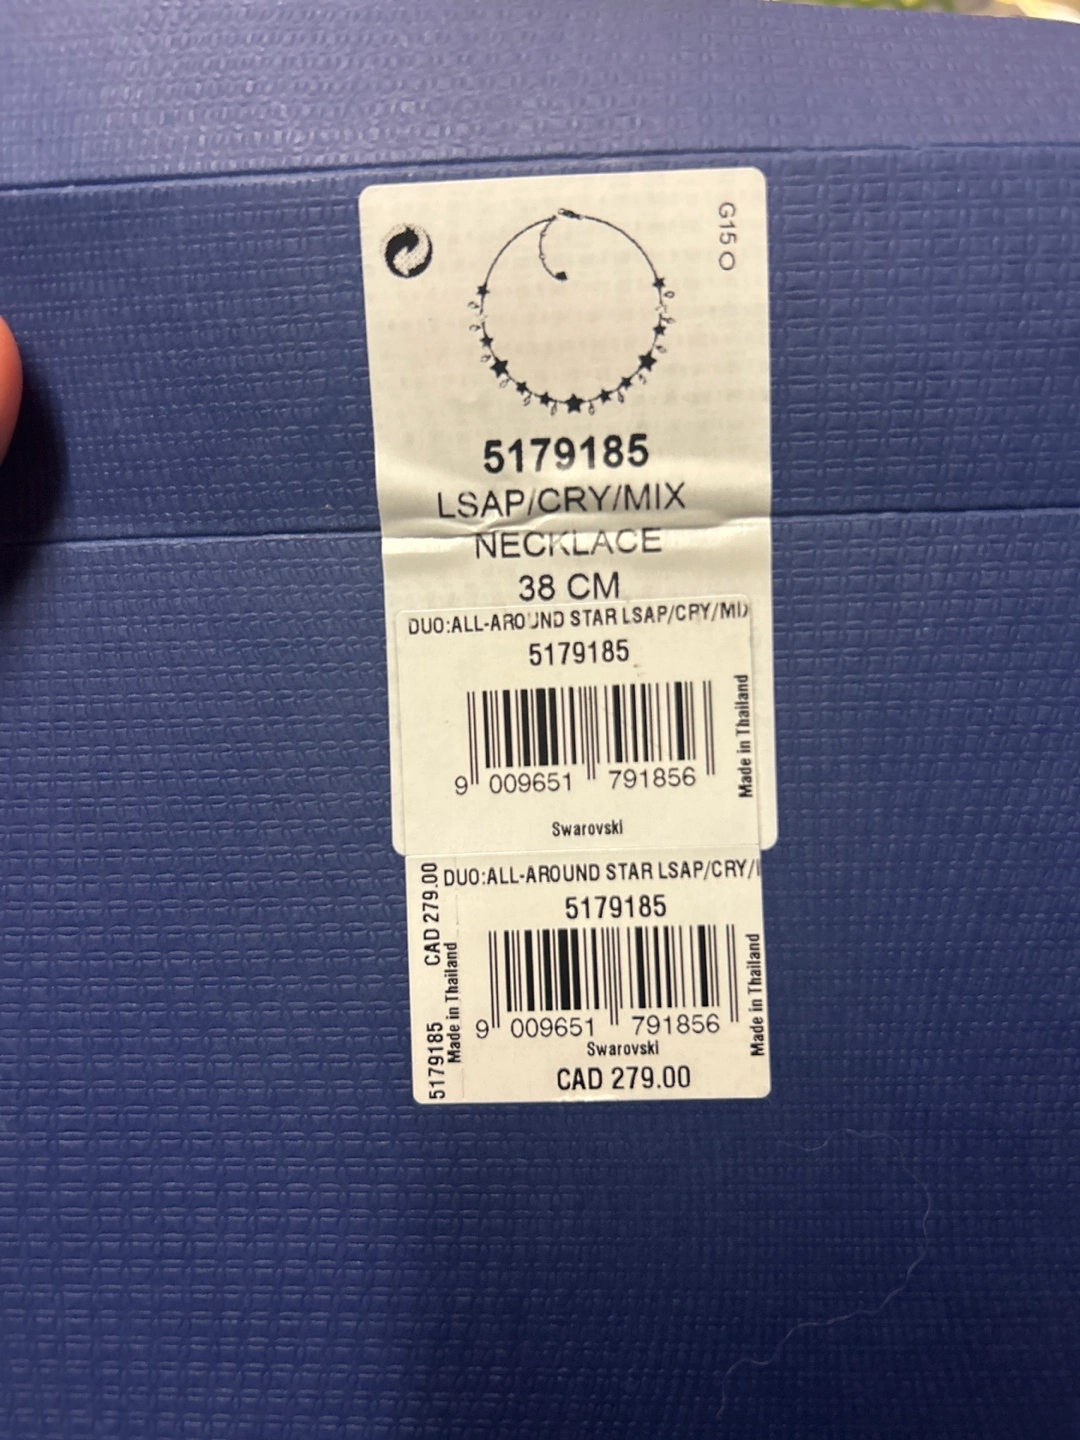 G15O
5179185
LSAP/CRY/MIX
NECKLACE
38 CM
DUO:ALL-AROUND STAR LSAP/CRY/MIX
5179185
Made in Thailand
9 009651 791856
Swarovski
CAD 279.00
5179185
Made in Thailand
DUO:ALL-AROUND STAR LSAP/CRY/
5179185
Made in Thailand
9 009651 791856
Swarovski
CAD 279.00